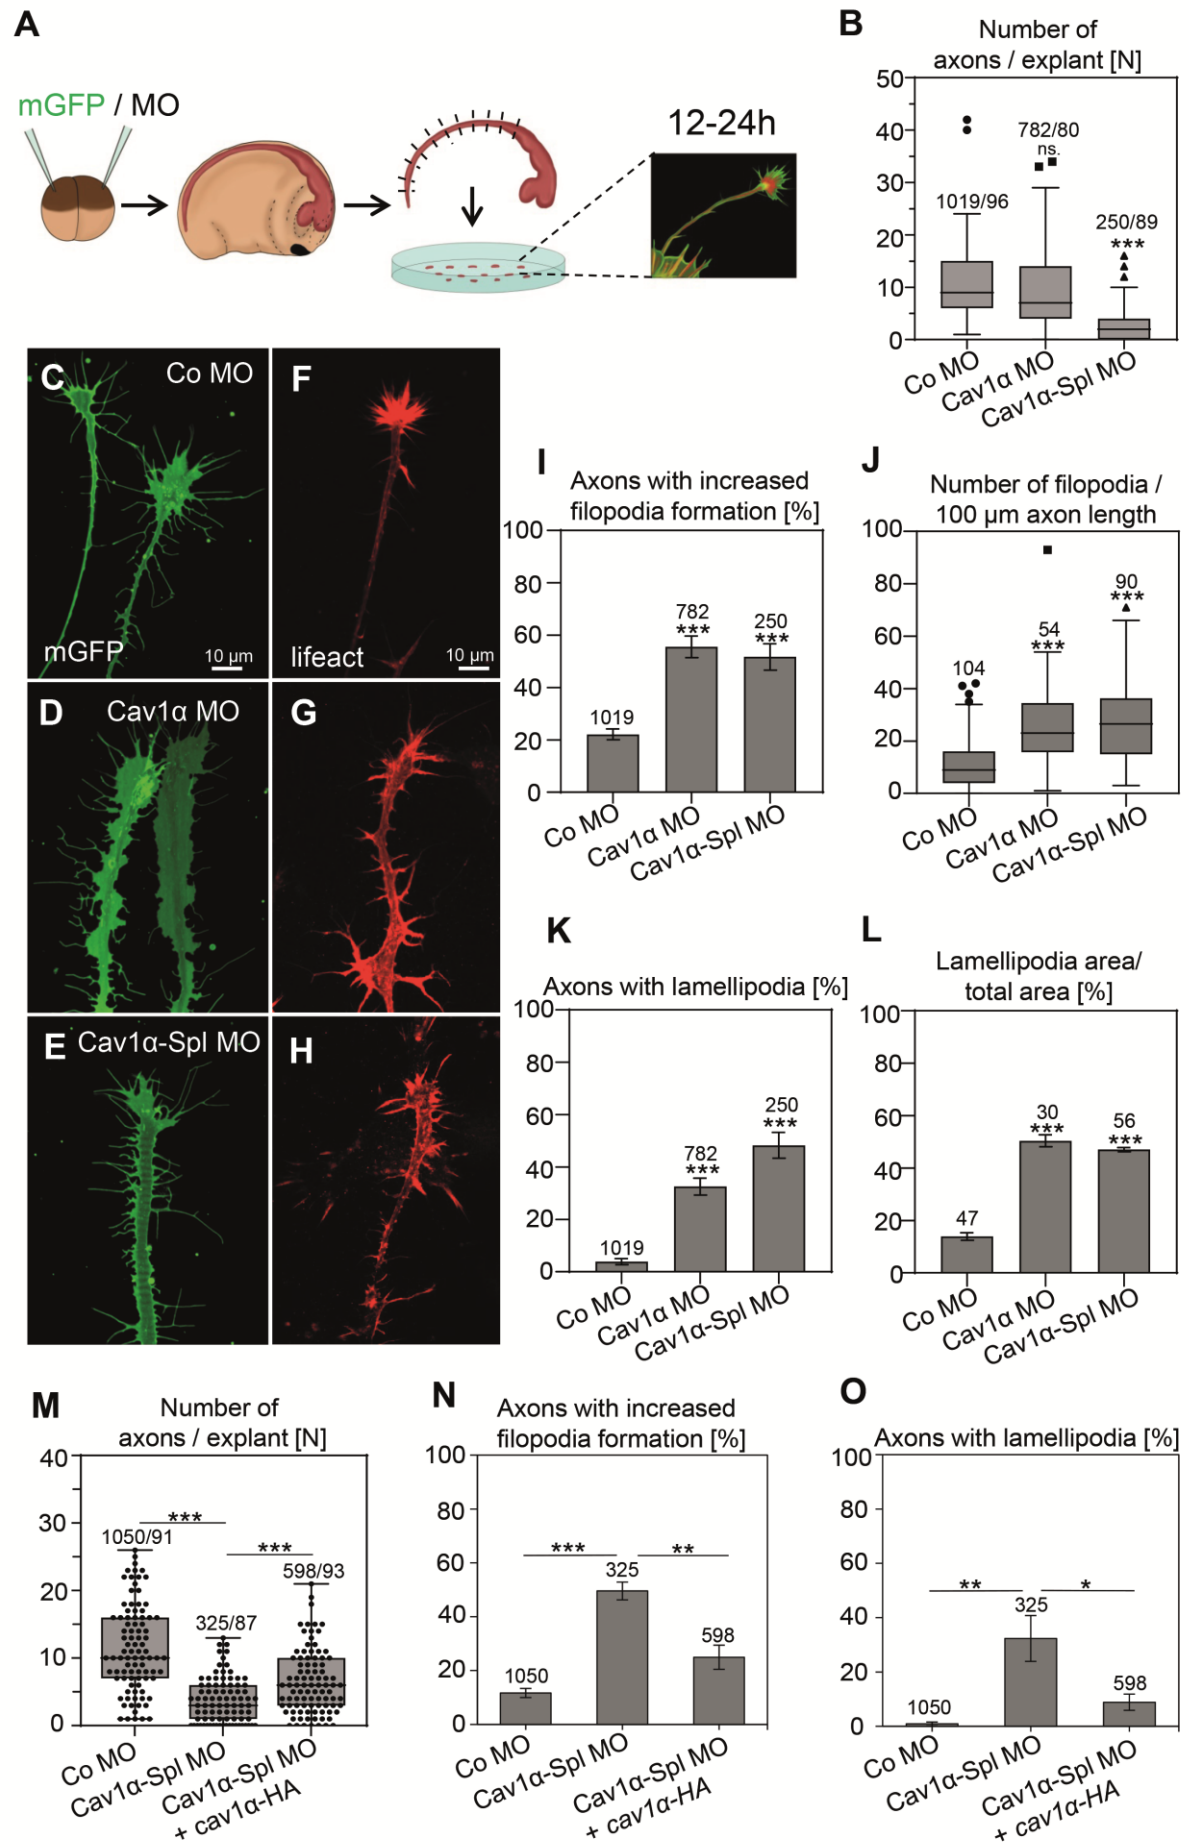 A
mGFP / MO
12-24h
B
Number of
axons / explant [N]
50
40
30
20
10
0
1019/96
782/80
ns.
250/89
***
Co MO
Cav1α MO
Cav1α-Spl MO
C
Co MO
mGFP
10 µm
F
lifeact
10 µm
D
Cav1α MO
G
E
Cav1α-Spl MO
H
I
Axons with increased
filopodia formation [%]
100
80
60
40
20
0
1019
782
***
250
***
Co MO
Cav1α MO
Cav1α-Spl MO
J
Number of filopodia /
100 µm axon length
100
80
60
40
20
0
104
54
***
90
***
Co MO
Cav1α MO
Cav1α-Spl MO
K
Axons with lamellipodia [%]
100
80
60
40
20
0
1019
782
***
250
***
Co MO
Cav1α MO
Cav1α-Spl MO
L
Lamellipodia area/
total area [%]
100
80
60
40
20
0
47
30
***
56
***
Co MO
Cav1α MO
Cav1α-Spl MO
M
Number of
axons / explant [N]
40
30
20
10
0
***
***
1050/91
325/87
598/93
Co MO
Cav1α-Spl MO
Cav1α-Spl MO
+ cav1α-HA
N
Axons with increased
filopodia formation [%]
100
80
60
40
20
0
***
**
1050
325
598
Co MO
Cav1α-Spl MO
Cav1α-Spl MO
+ cav1α-HA
O
Axons with lamellipodia [%]
100
80
60
40
20
0
**
*
1050
325
598
Co MO
Cav1α-Spl MO
Cav1α-Spl MO
+ cav1α-HA